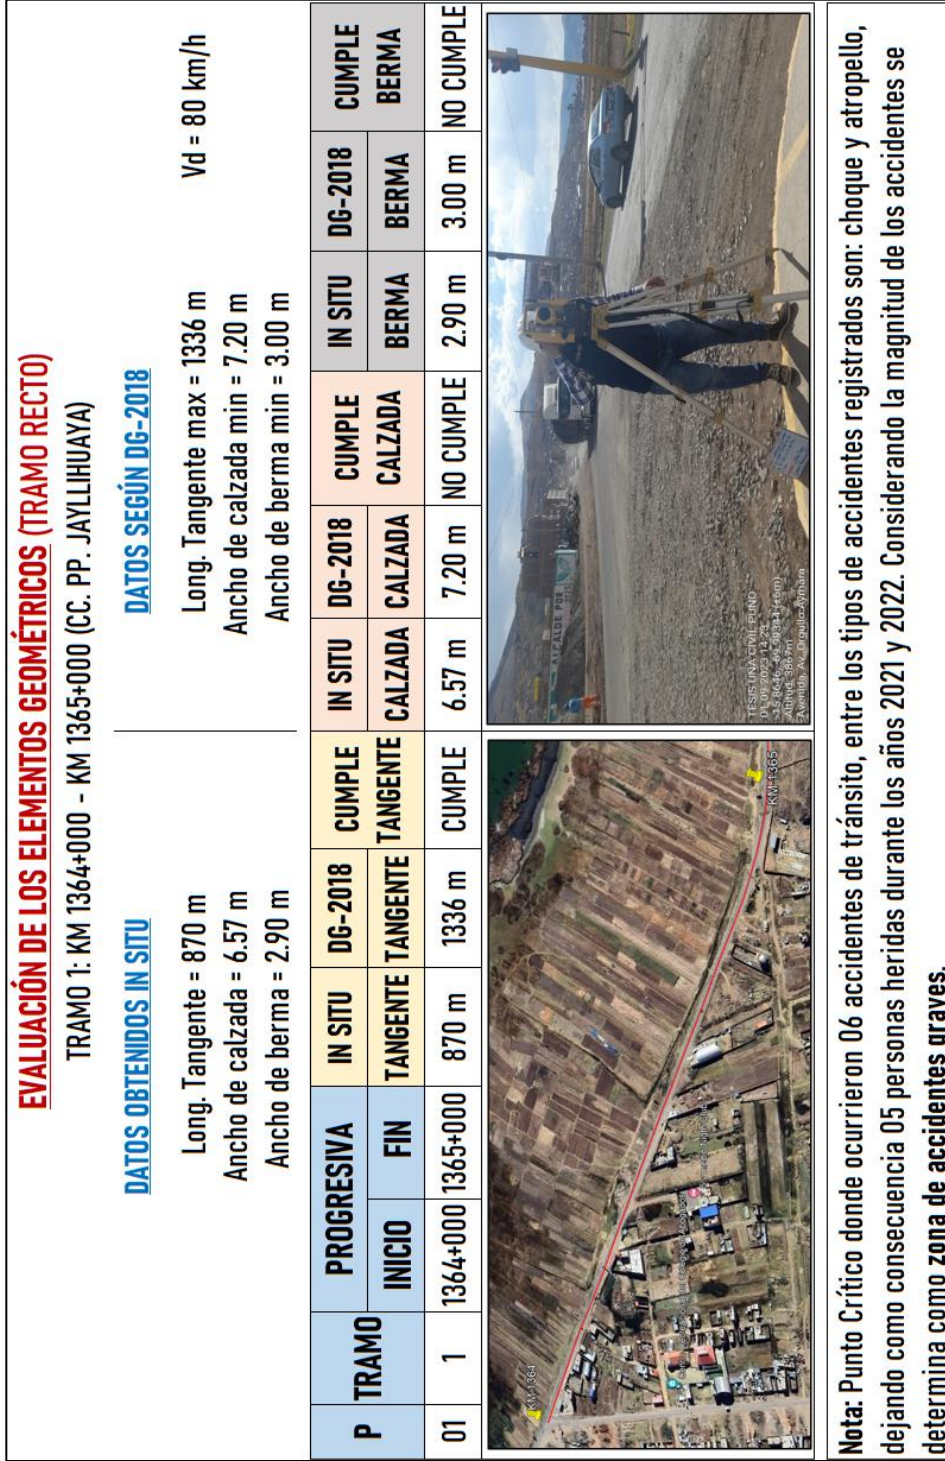 EVALUACIÓN DE LOS ELEMENTOS GEOMÉTRICOS (TRAMO RECTO)
TRAMO 1: KM 1364+000 - KM 1365+000 (CC. PP. JAYLLIHUAYA)
DATOS OBTENIDOS IN SITU
Long. Tangente = 870 m
Ancho de calzada = 6.57 m
Ancho de berma = 2.90 m
DATOS SEGÚN DG-2018
Long. Tangente max = 1336 m
Ancho de calzada min = 7.20 m
Ancho de berma min = 3.00 m
Vd = 80 km/h
P TRAMO PROGRESIVA IN SITU DG-2018 CUMPLE IN SITU DG-2018 CUMPLE IN SITU DG-2018 CUMPLE
INICIO FIN TANGENTE TANGENTE TANGENTE CALZADA CALZADA CALZADA BERMA BERMA BERMA
01 1 1364+000 1365+000 870 m 1336 m CUMPLE 6.57 m 7.20 m NO CUMPLE 2.90 m 3.00 m NO CUMPLE
KM-1364
KM-1365
ALCALDE POR
TESIS UNA CIVIL PUNO
01.09.2023 14:23
Altitud: 3867m
Avenida, Av. Orgullo Aymara
Nota: Punto Crítico donde ocurrieron 06 accidentes de tránsito, entre los tipos de accidentes registrados son: choque y atropello,
dejando como consecuencia 05 personas heridas durante los años 2021 y 2022. Considerando la magnitud de los accidentes se
determina como zona de accidentes graves.